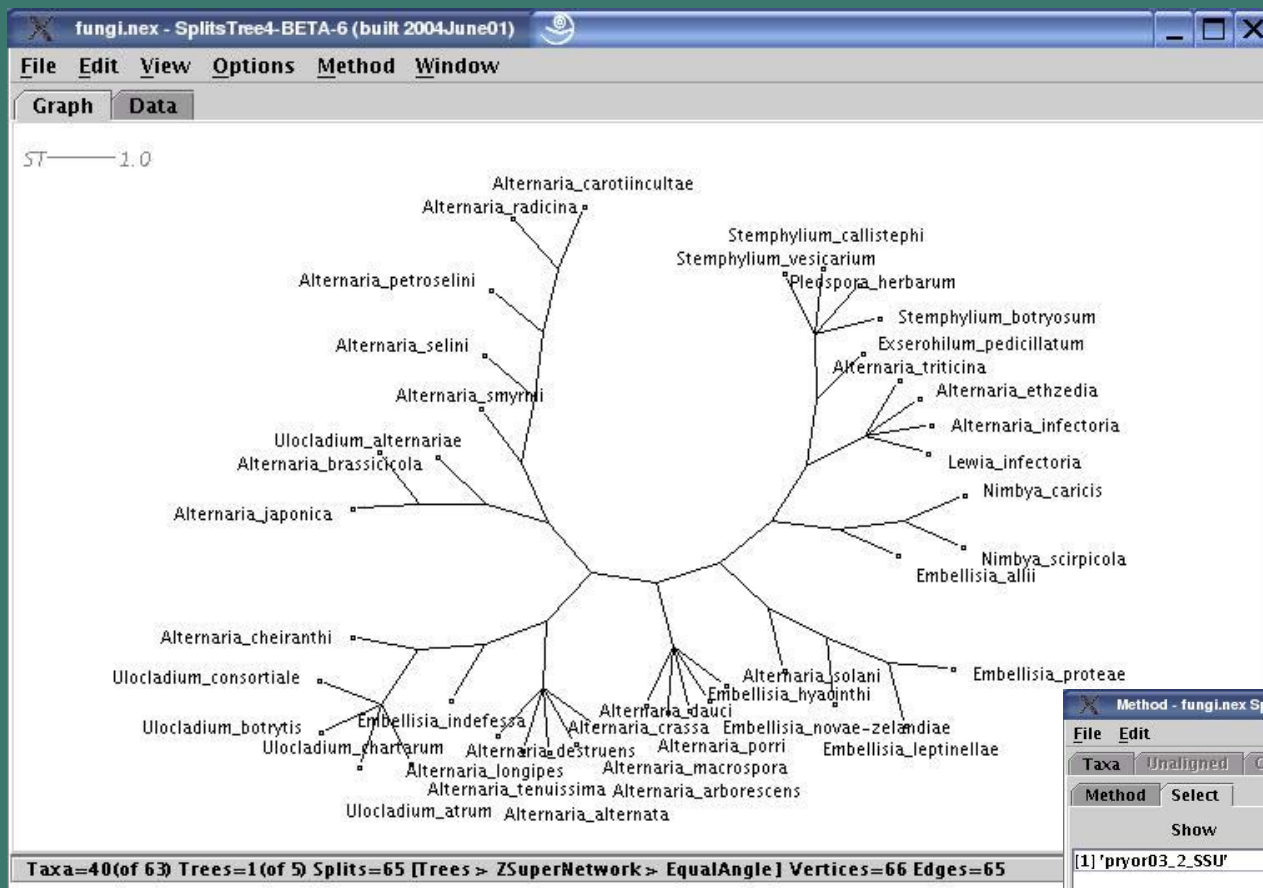 fungi.nex - SplitsTree4-BETA-6 (built 2004June01)
File Edit View Options Method Window
Graph Data
ST 1.0
Alternaria_carotiincultae
Alternaria_radicina
Stemphylium_callistephi
Stemphylium_vesicarium
Alternaria_petroselini
Pleospora_herbarum
Stemphylium_botryosum
Alternaria_selini
Exserohilum_pedicillatum
Alternaria_triticina
Alternaria_smyrnii
Alternaria_ethzedia
Alternaria_infectoria
Ulocladium_alternariae
Alternaria_brassicicola
Lewia_infectoria
Nimbya_caricis
Alternaria_japonica
Nimbya_scirpicola
Embellisia_allii
Alternaria_cheiranthi
Ulocladium_consortiale
Alternaria_solani
Embellisia_proteae
Embellisia_hyacinthi
Alternaria_dauci
Ulocladium_botrytis
Embellisia_indefessa
Alternaria_crassa
Embellisia_novae-zelandiae
Ulocladium_chartarum
Alternaria_destruens
Alternaria_porri
Embellisia_leptinellae
Alternaria_longipes
Alternaria_macrospora
Alternaria_tenuissima
Alternaria_arborescens
Ulocladium_atrum
Alternaria_alternata
Taxa=40(of 63) Trees=1(of 5) Splits=65 [Trees > ZSuperNetwork > EqualAngle] Vertices=66 Edges=65
Method - fungi.nex Sp
File Edit
Taxa Unaligned
Method Select
Show
[1] 'pryor03_2_SSU'